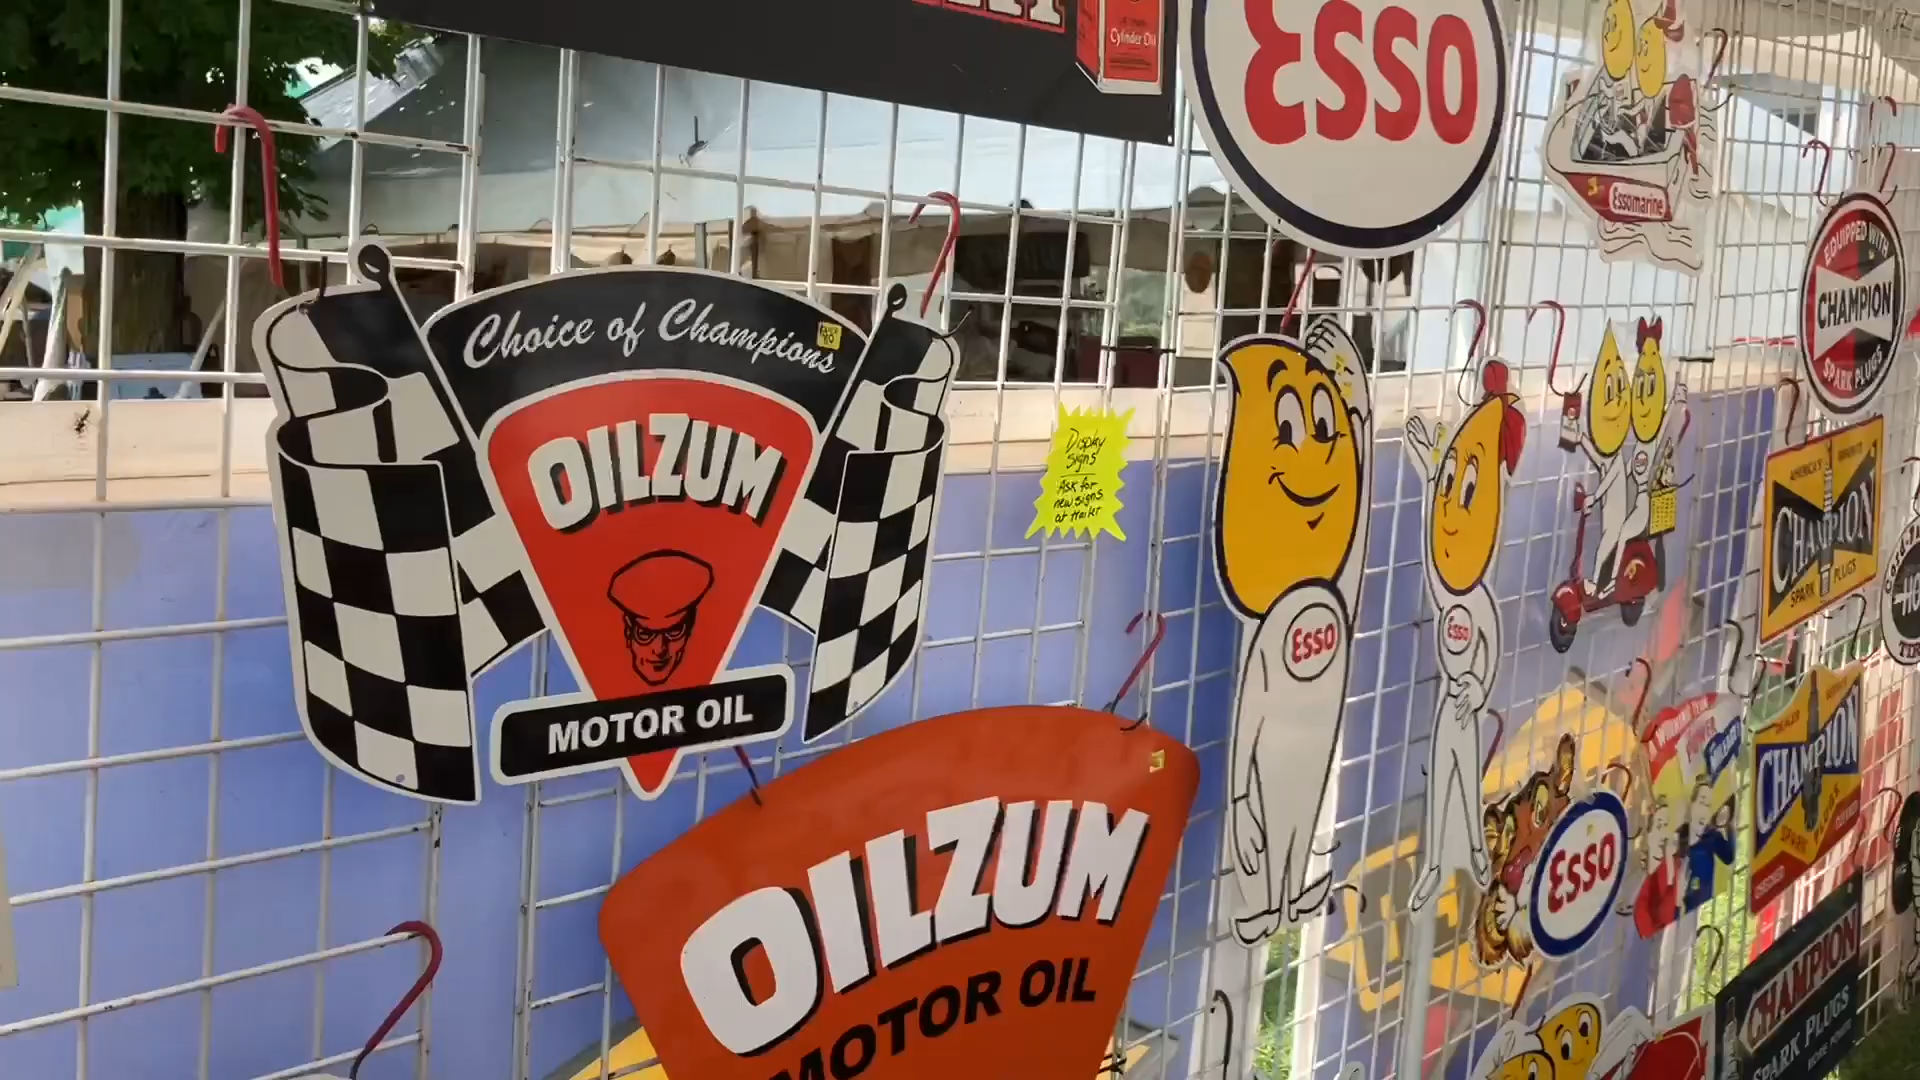 Cylinder Oil
Esso
Essomarine
EQUIPPED WITH
CHAMPION
SPARK PLUGS
Choice of Champions
OILZUM
MOTOR OIL
Display
Signs
Ask for
new signs
at trailer
Esso
Esso
AMERICA'S
CHAMPION
SPARK PLUGS
OILZUM
MOTOR OIL
Esso
CHAMPION
SPARK PLUGS
CHAMPION
SPARK PLUGS